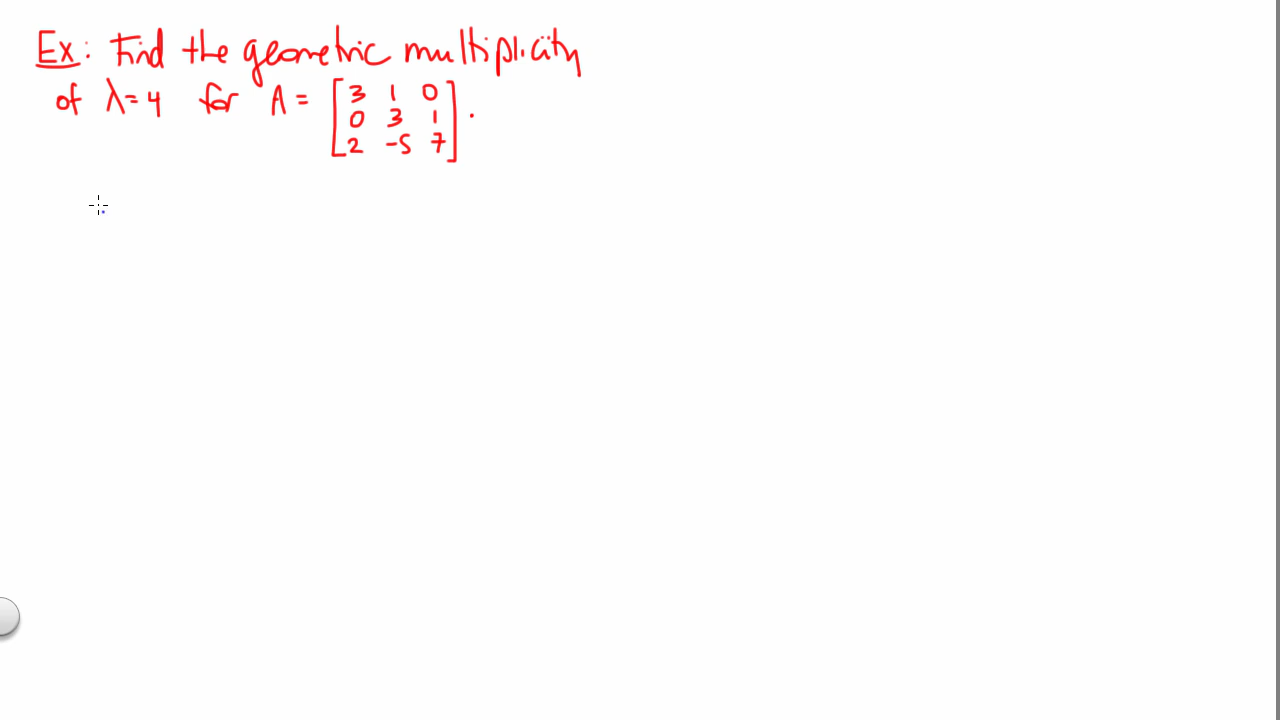 Ex: Find the geometric multiplicity
of λ=4 for A = [3 1 0
0 3 1
2 -5 7].